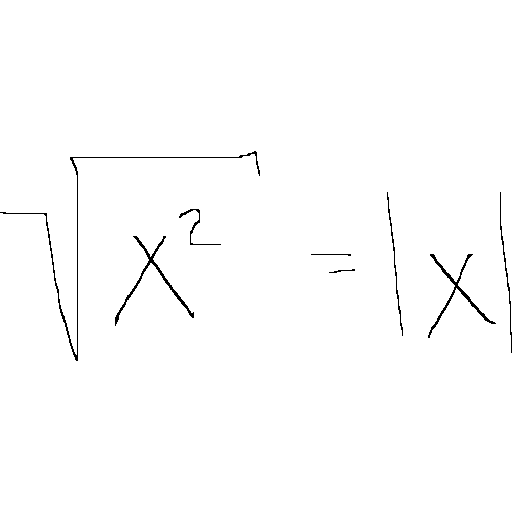 √x² = |x|